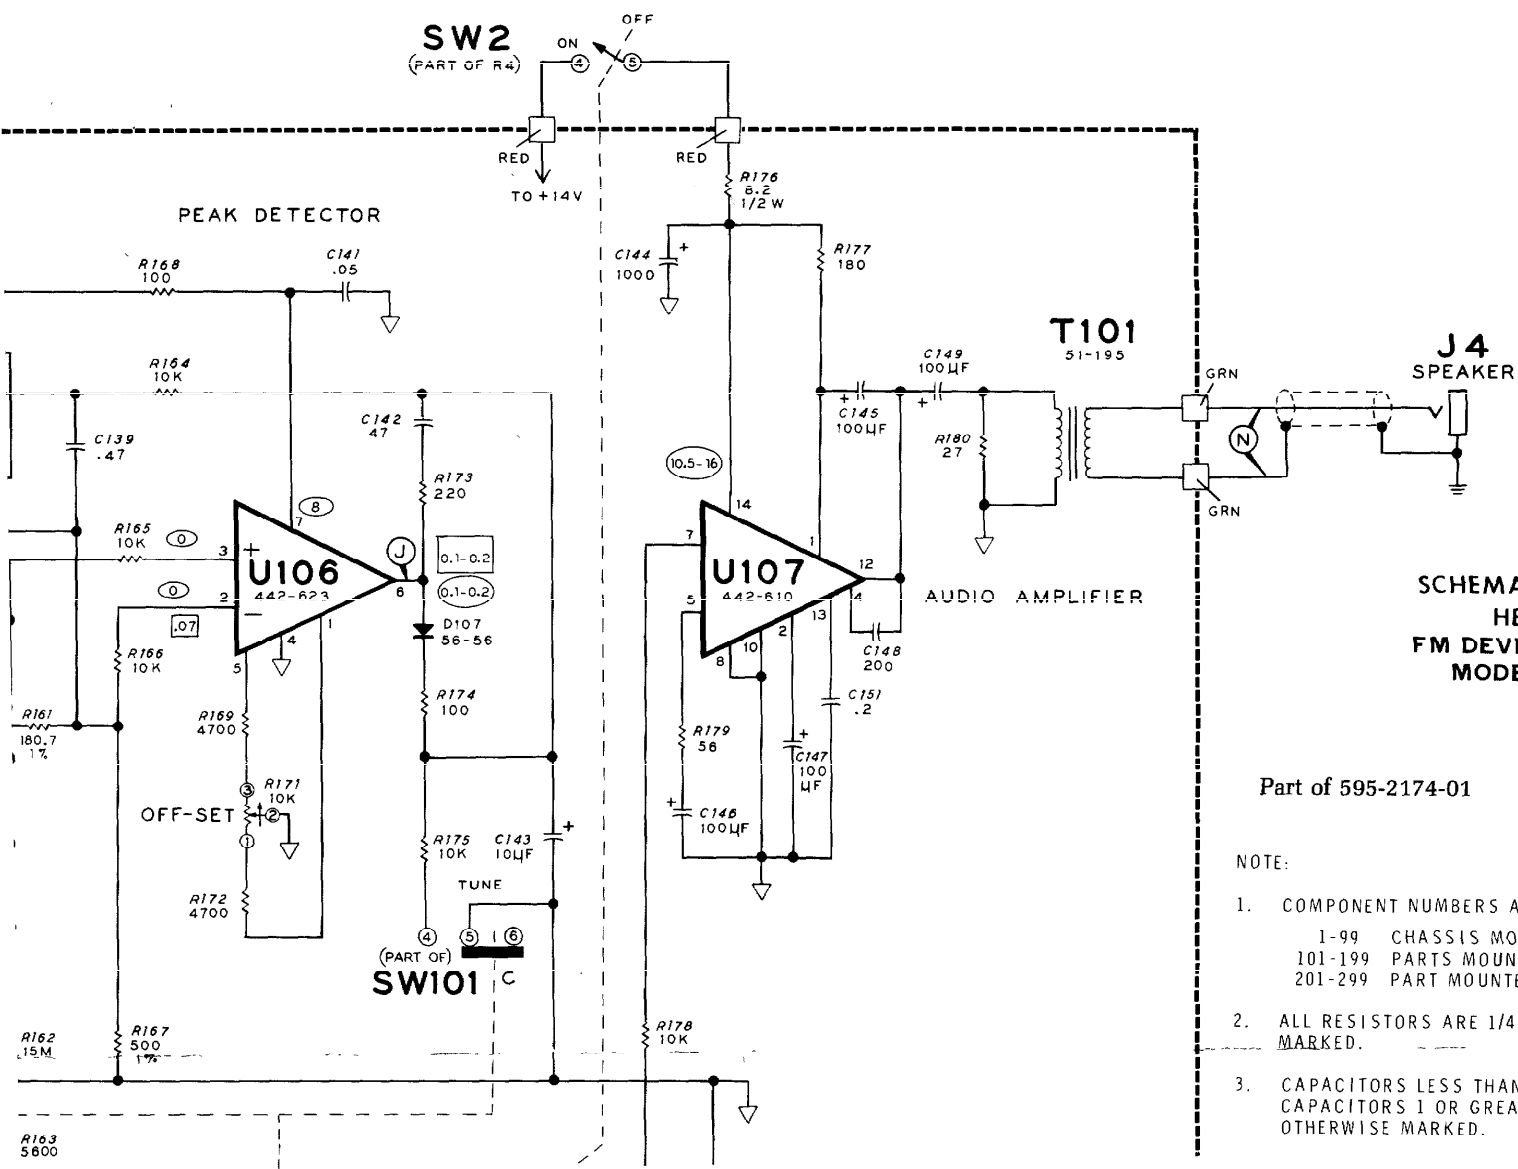 OFF
SW2
ON
(PART OF R4)
4
5
RED
RED
TO +14V
R176
8.2
1/2 W
PEAK DETECTOR
C144
1000
+
R177
180
R168
100
C141
.05
T101
51-195
J4
SPEAKER
GRN
R164
10K
C149
100µF
+
+
C145
100µF
C142
47
C139
.47
R180
27
N
10.5-16
R173
220
GRN
8
7
14
R165
10K
0
3
+
J
0.1-0.2
7
1
12
U106
442-623
6
0.1-0.2
U107
442-610
4
0
2
−
.07
1
4
5
D107
56-56
5
2
13
10
8
AUDIO AMPLIFIER
C148
200
SCHEMA
HE
FM DEVI
MODE
R166
10K
R161
180.7
1%
R169
4700
R174
100
C151
.2
R179
56
+
C147
100
µF
3
R171
10K
OFF-SET
2
1
+
C146
100µF
Part of 595-2174-01
R175
10K
C143
10µF
+
TUNE
R172
4700
4
5
6
(PART OF)
SW101
C
NOTE:
1. COMPONENT NUMBERS A
1-99 CHASSIS MO
101-199 PARTS MOUN
201-299 PART MOUNTE
R162
.15M
R167
500
1%
R178
10K
2. ALL RESISTORS ARE 1/4
MARKED.
3. CAPACITORS LESS THAN
CAPACITORS 1 OR GREA
OTHERWISE MARKED.
R163
5600